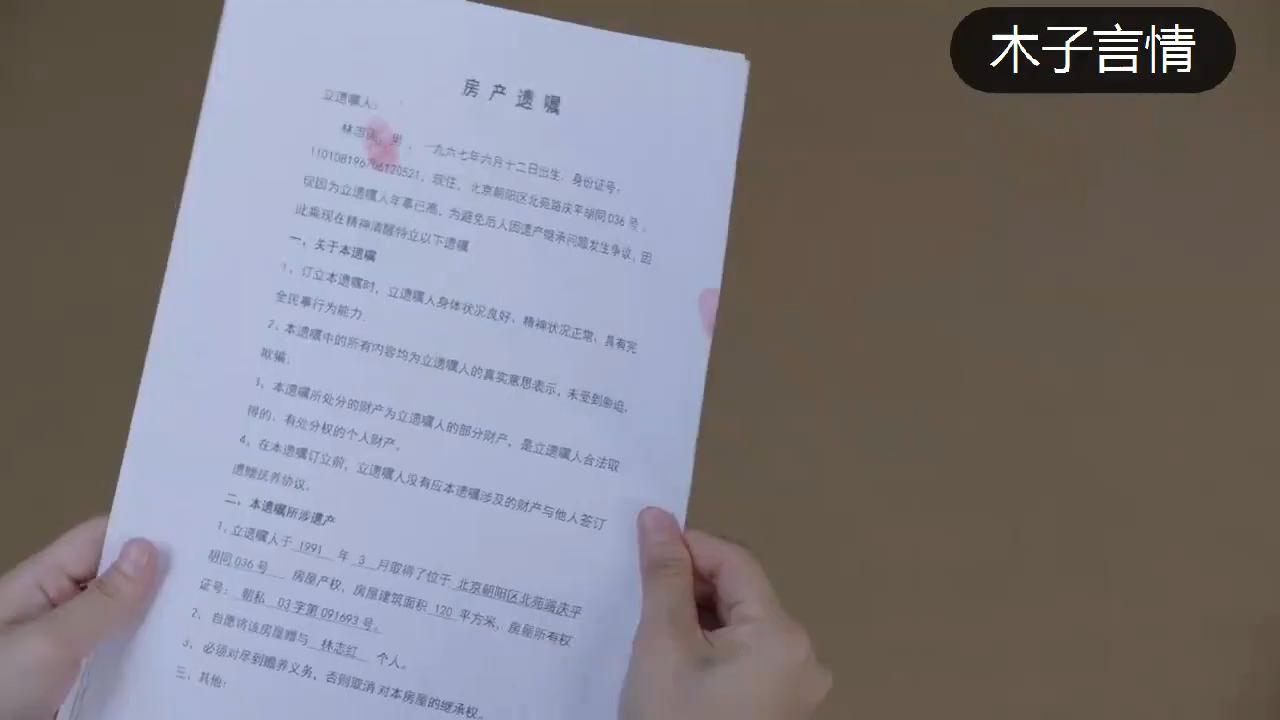 木子言情
房产遗嘱
立遗嘱人：
林志 ，男 ，一九六七年六月十二日出生，身份证号：
110108196706120521，现住，北京朝阳区北苑路庆平胡同036号。
现因为立遗嘱人年事已高，为避免后人因遗产继承问题发生争议，因
此乘现在精神清醒特立以下遗嘱
一、关于本遗嘱
1、订立本遗嘱时，立遗嘱人身体状况良好、精神状况正常、具有完
全民事行为能力.
2、本遗嘱中的所有内容均为立遗嘱人的真实意思表示，未受到胁迫，
欺骗。
3、本遗嘱所处分的财产为立遗嘱人的部分财产，是立遗嘱人合法取
得的、有处分权的个人财产。
4、在本遗嘱订立前，立遗嘱人没有应本遗嘱涉及的财产与他人签订
遗赠扶养协议。
二、本遗嘱所涉遗产
1、立遗嘱人于 1991 年 3 月取得了位于 北京朝阳区北苑路庆平
胡同036号 房屋产权，房屋建筑面积 120 平方米，房屋所有权
证号： 朝私 03字第091693号。
2、自愿将该房屋赠与 林志红 个人。
3、必须对尽到赡养义务，否则取消对本房屋的继承权。
三、其他：